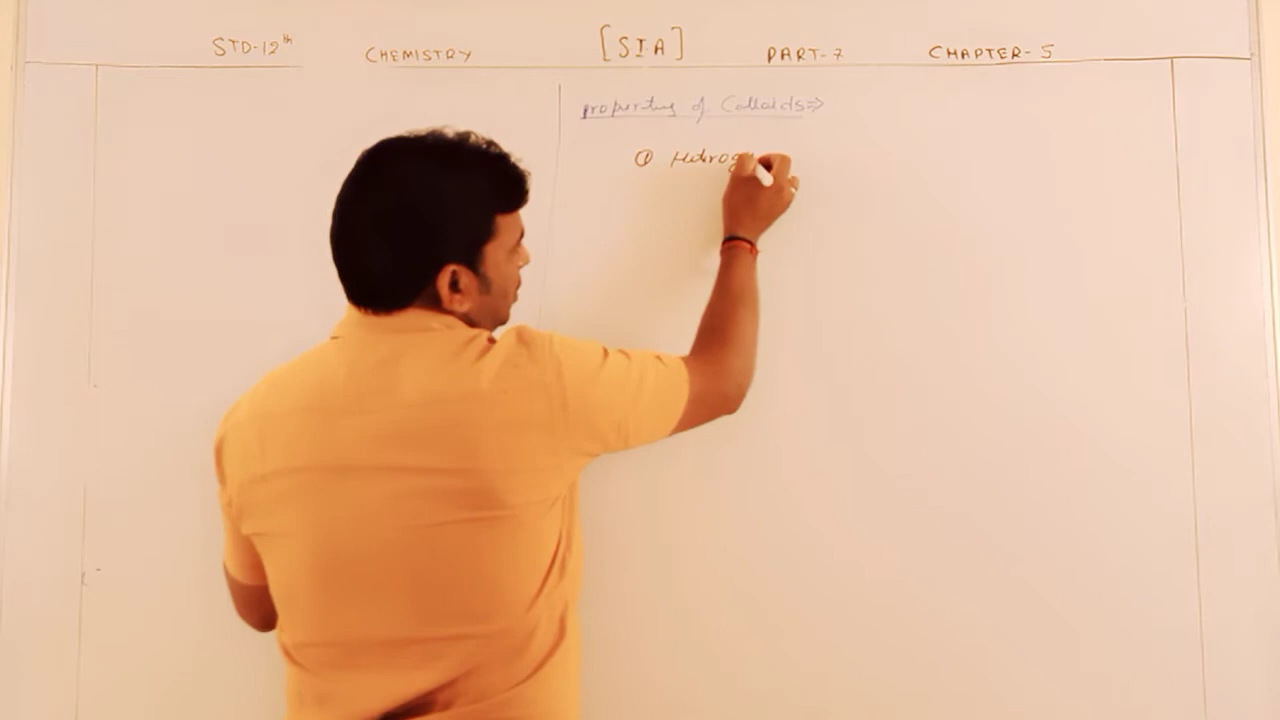 STD-12th CHEMISTRY [SIA] PART-7 CHAPTER-5
properties of Colloids⇒
①